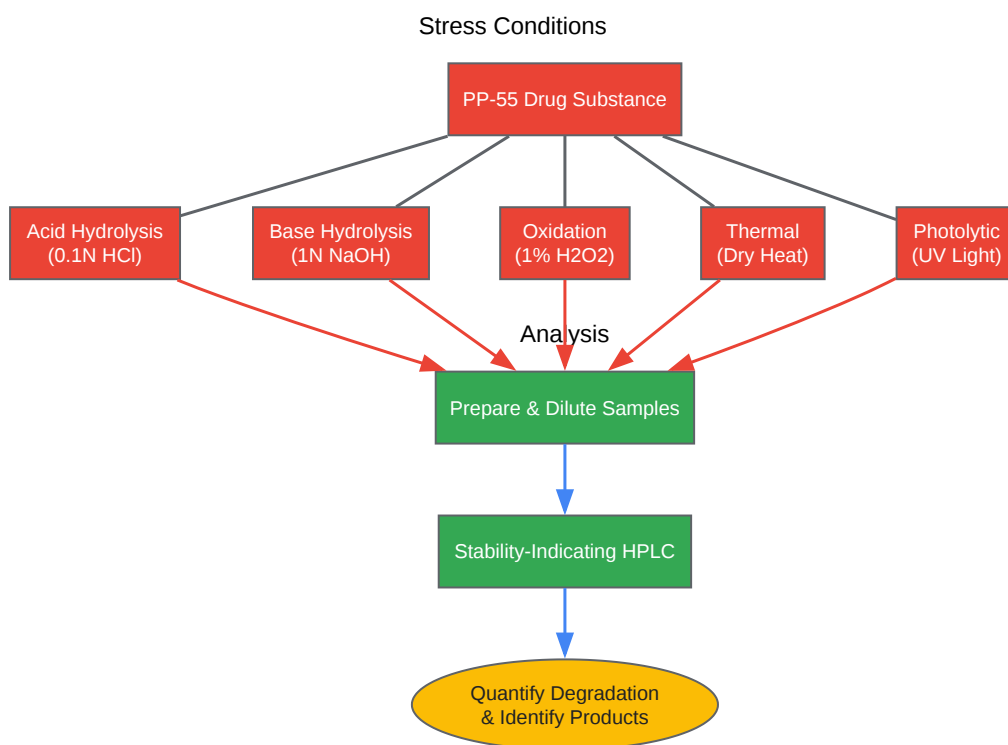 Stress Conditions
PP-55 Drug Substance
Acid Hydrolysis
(0.1N HCl)
Base Hydrolysis
(1N NaOH)
Oxidation
(1% H2O2)
Thermal
(Dry Heat)
Photolytic
(UV Light)
Analysis
Prepare & Dilute Samples
Stability-Indicating HPLC
Quantify Degradation
& Identify Products